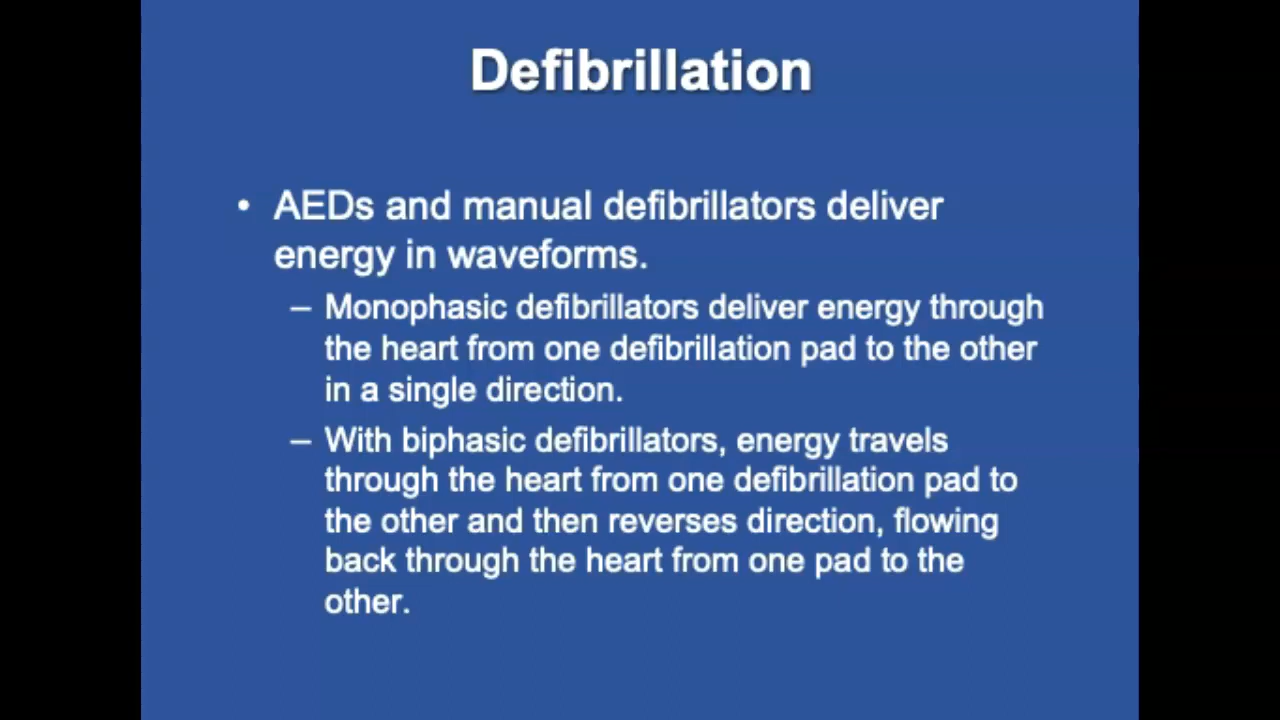 Defibrillation
• AEDs and manual defibrillators deliver
energy in waveforms.
– Monophasic defibrillators deliver energy through
the heart from one defibrillation pad to the other
in a single direction.
– With biphasic defibrillators, energy travels
through the heart from one defibrillation pad to
the other and then reverses direction, flowing
back through the heart from one pad to the
other.